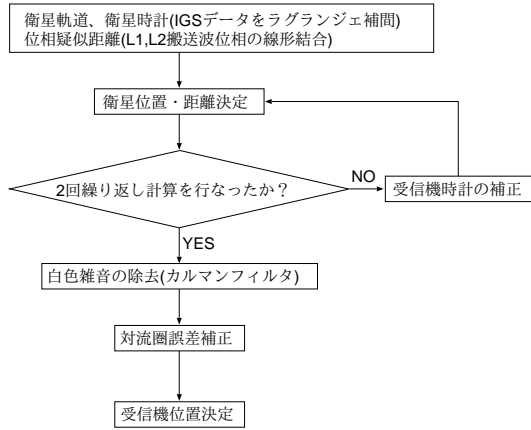 衛星軌道、衛星時計(IGSデータをラグランジェ補間)
位相疑似距離(L1,L2搬送波位相の線形結合)
衛星位置・距離決定
2回繰り返し計算を行なったか？
NO
受信機時計の補正
YES
白色雑音の除去(カルマンフィルタ)
対流圏誤差補正
受信機位置決定